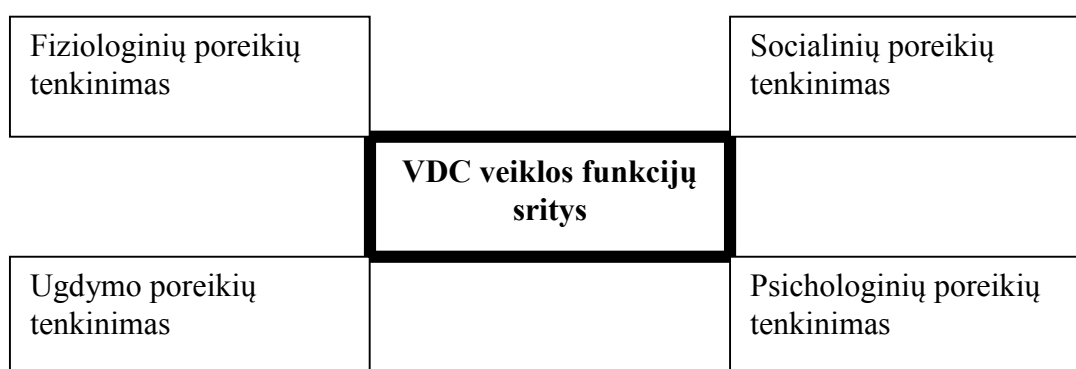 Fiziologinių poreikių
tenkinimas
Socialinių poreikių
tenkinimas
VDC veiklos funkcijų
sritys
Ugdymo poreikių
tenkinimas
Psichologinių poreikių
tenkinimas